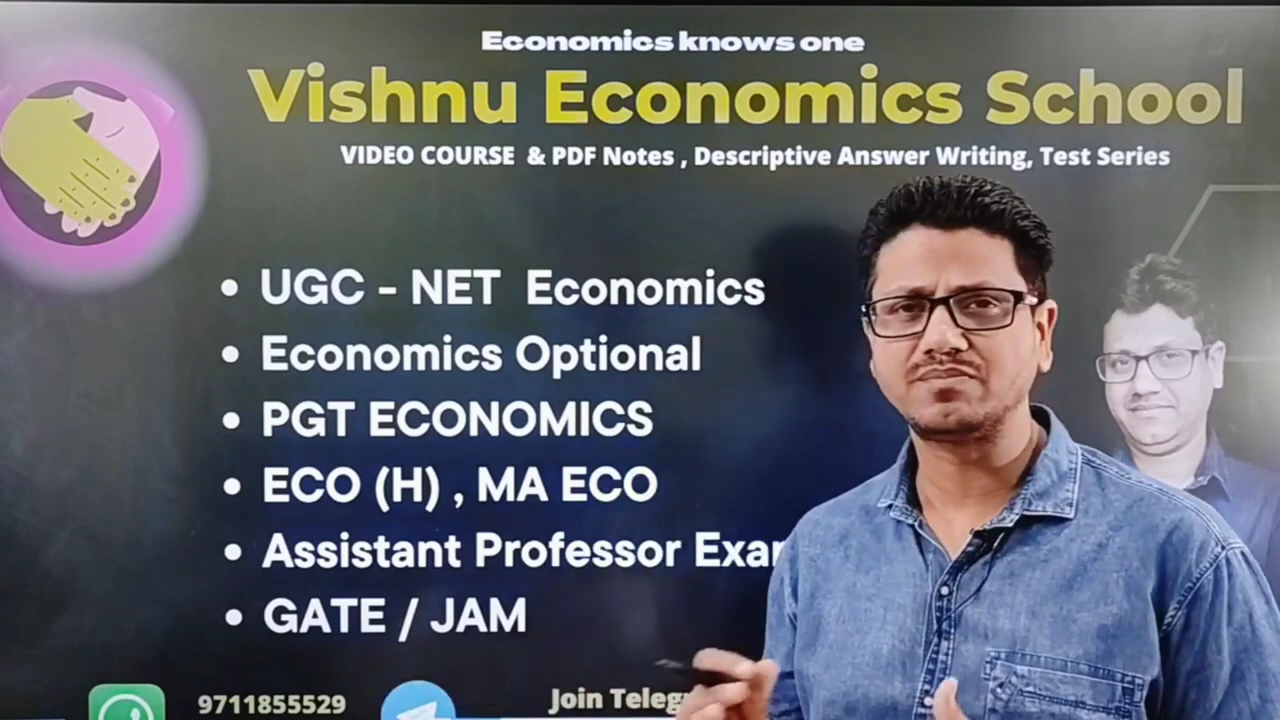 Economics knows one
Vishnu Economics School
VIDEO COURSE & PDF Notes , Descriptive Answer Writing, Test Series
• UGC - NET Economics
• Economics Optional
• PGT ECONOMICS
• ECO (H) , MA ECO
• Assistant Professor
• GATE / JAM
9711855529
Join